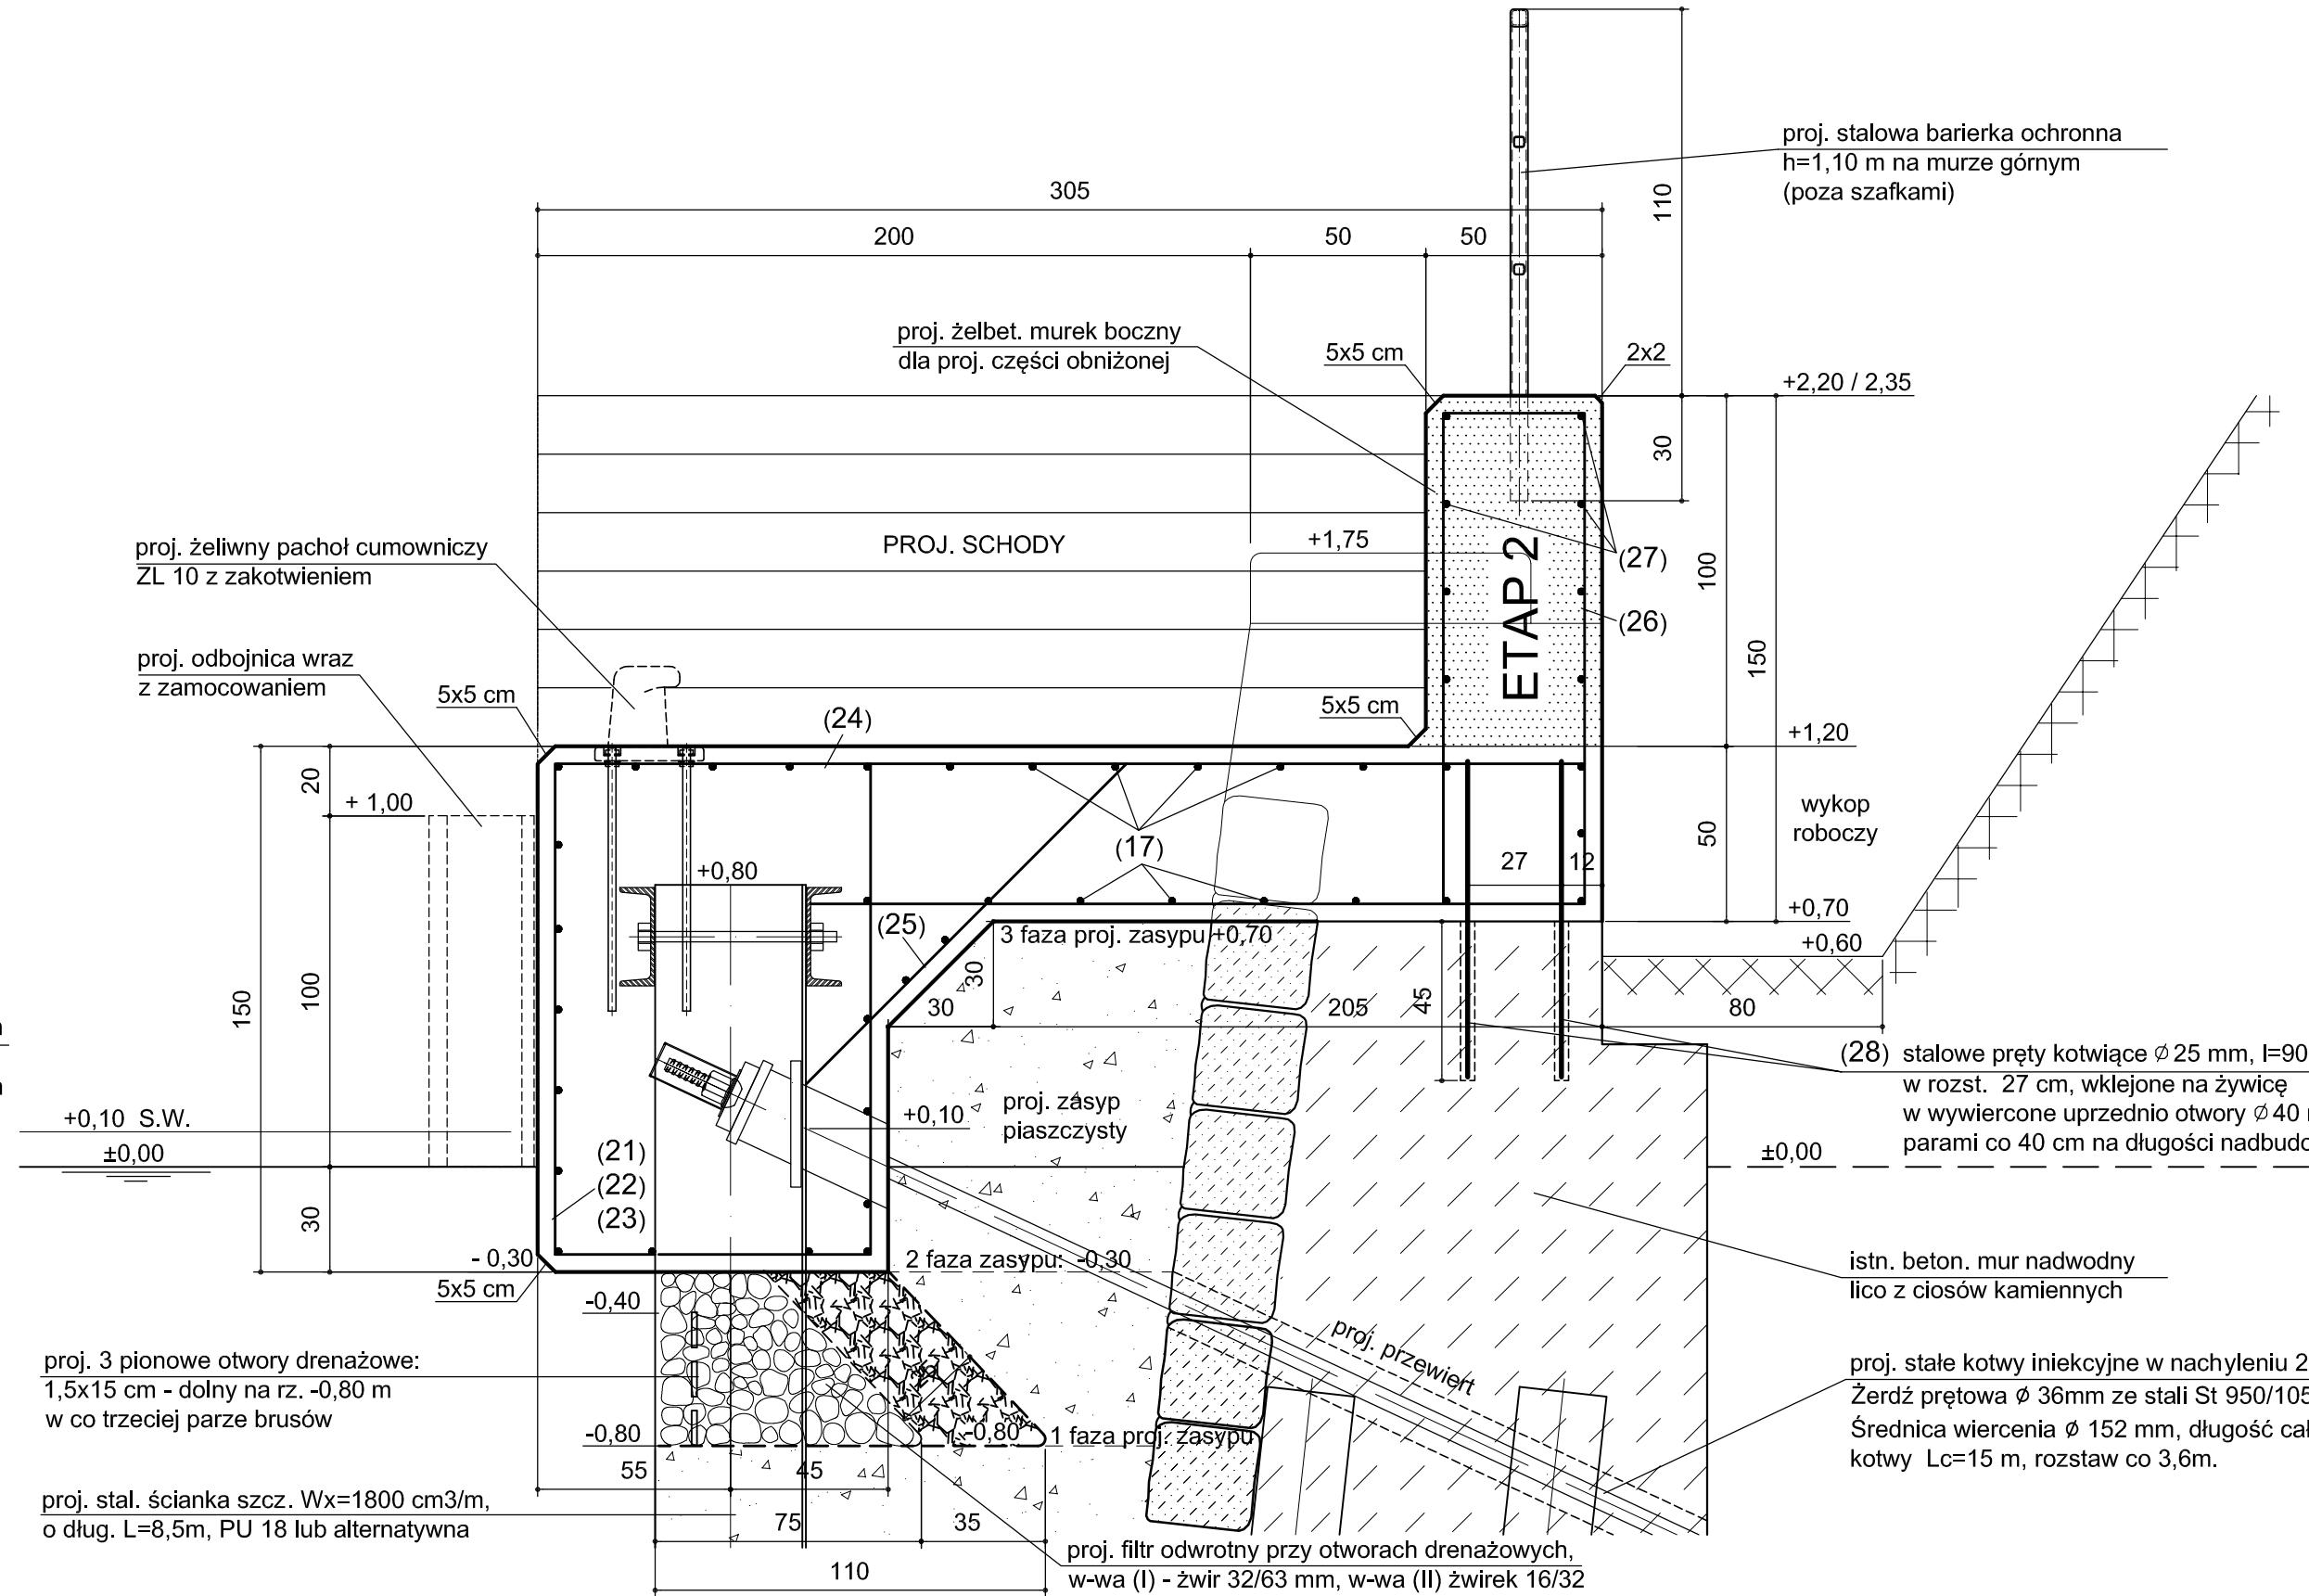 110
proj. stalowa barierka ochronna
h=1,10 m na murze górnym
(poza szafkami)
305
200
50
50
proj. żelbet. murek boczny
dla proj. części obniżonej
5x5 cm
2x2
+2,20 / 2,35
30
PROJ. SCHODY
+1,75
(27)
100
ETAP 2
(26)
150
proj. żeliwny pachoł cumowniczy
ZL 10 z zakotwieniem
proj. odbojnica wraz
z zamocowaniem
5x5 cm
(24)
5x5 cm
+1,20
20
+ 1,00
wykop
roboczy
50
(17)
27
12
+0,80
+0,70
(25)
3 faza proj. zasypu +0,70
+0,60
150
100
30
30
205
45
80
(28) stalowe pręty kotwiące ∅ 25 mm, l=90
w rozst. 27 cm, wklejone na żywicę
w wywiercone uprzednio otwory ∅ 40
parami co 40 cm na długości
+0,10 S.W.
±0,00
+0,10
proj. zasyp
piaszczysty
±0,00
(21)
(22)
(23)
30
- 0,30
5x5 cm
2 faza zasypu: -0,30
istn. beton. mur nadwodny
lico z ciosów kamiennych
-0,40
proj. przewiert
proj. 3 pionowe otwory drenażowe:
1,5x15 cm - dolny na rz. -0,80 m
w co trzeciej parze brusów
proj. stałe kotwy iniekcyjne w nachyleniu
Żerdź prętowa ∅ 36mm ze stali St 950/105
Średnica wiercenia ∅ 152 mm, długość
kotwy Lc=15 m, rozstaw co 3,6m.
-0,80
-0,80
1 faza proj. zasypu
55
45
proj. stal. ścianka szcz. Wx=1800 cm3/m,
o dług. L=8,5m, PU 18 lub alternatywna
75
35
110
proj. filtr odwrotny przy otworach drenażowych,
w-wa (I) - żwir 32/63 mm, w-wa (II) żwirek 16/32